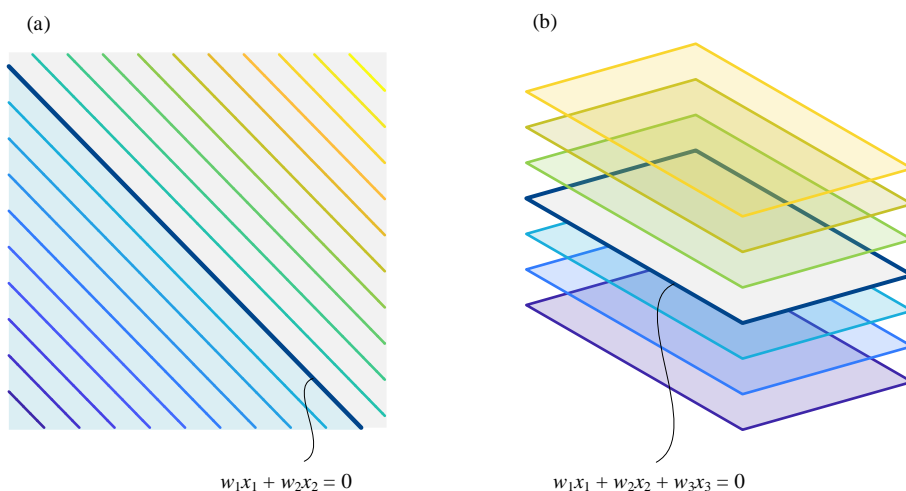 (a)
(b)
w₁x₁ + w₂x₂ = 0
w₁x₁ + w₂x₂ + w₃x₃ = 0